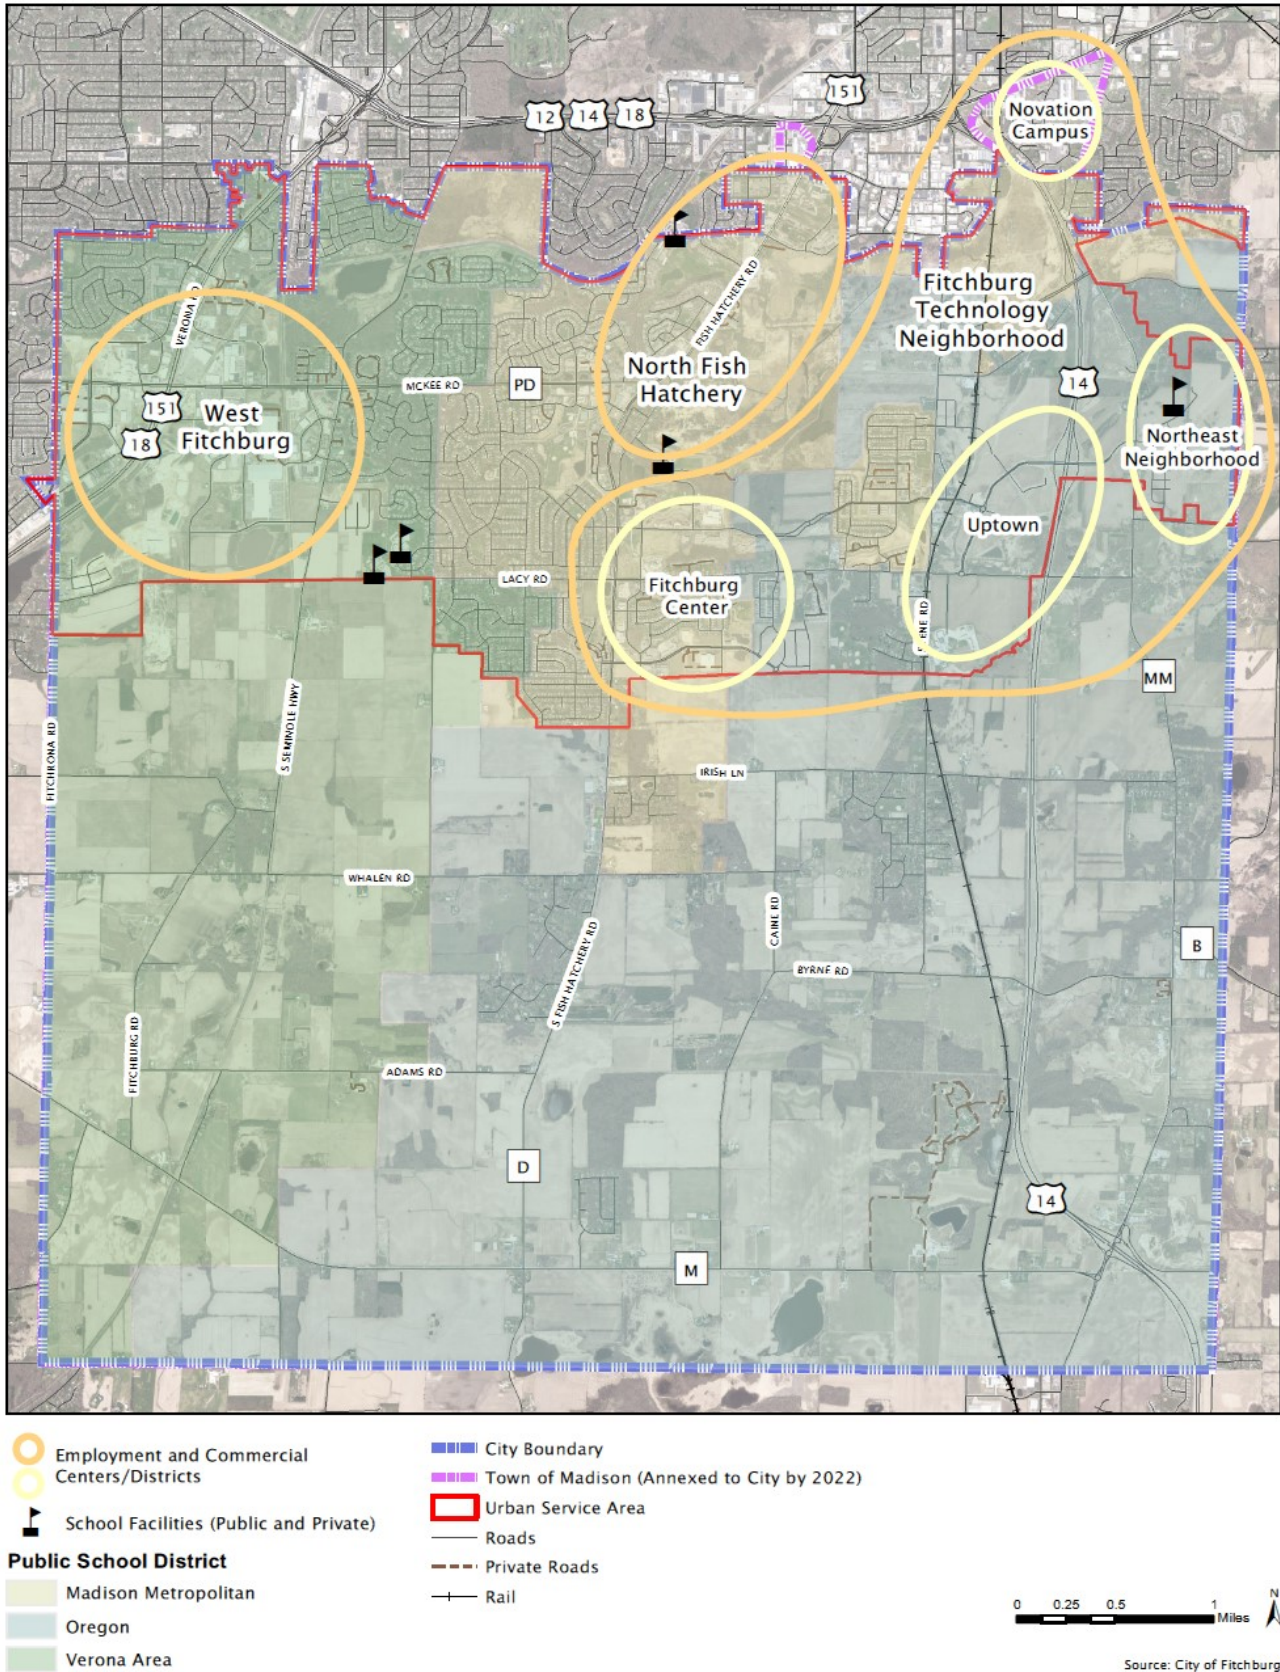 151
12
14
18
Novation
Campus
VERONA RD
FISH HATCHERY RD
Fitchburg
Technology
Neighborhood
North Fish
Hatchery
MCKEE RD
PD
14
151
18
West
Fitchburg
Northeast
Neighborhood
Uptown
LACY RD
Fitchburg
Center
MM
FITCHRONA RD
S SEMINOLE HWY
IRISH LN
WHALEN RD
S FISH HATCHERY RD
CAINE RD
B
BYRNE RD
FITCHBURG RD
ADAMS RD
D
14
M
Employment and Commercial
Centers/Districts
School Facilities (Public and Private)
Public School District
Madison Metropolitan
Oregon
Verona Area
City Boundary
Town of Madison (Annexed to City by 2022)
Urban Service Area
Roads
Private Roads
Rail
0 0.25 0.5 1
Miles
N
Source: City of Fitchburg